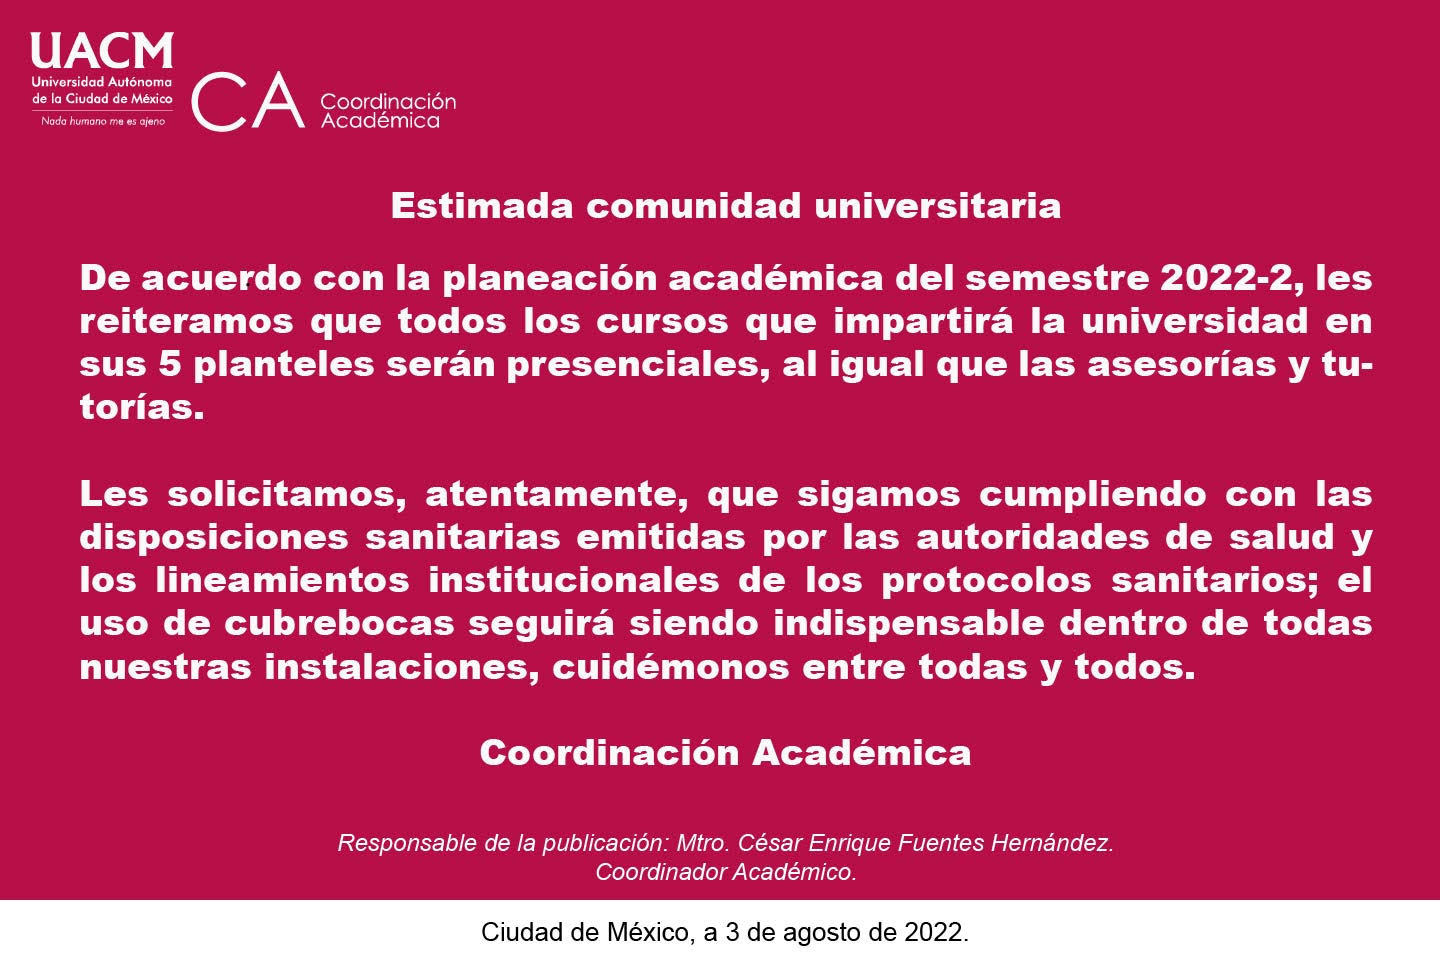 UACM
Universidad Autónoma
de la Ciudad de México
Nada humano me es ajeno
CA
Coordinación
Académica
Estimada comunidad universitaria
De acuerdo con la planeación académica del semestre 2022-2, les
reiteramos que todos los cursos que impartirá la universidad en
sus 5 planteles serán presenciales, al igual que las asesorías y tu-
torías.
Les solicitamos, atentamente, que sigamos cumpliendo con las
disposiciones sanitarias emitidas por las autoridades de salud y
los lineamientos institucionales de los protocolos sanitarios; el
uso de cubrebocas seguirá siendo indispensable dentro de todas
nuestras instalaciones, cuidémonos entre todas y todos.
Coordinación Académica
Responsable de la publicación: Mtro. César Enrique Fuentes Hernández.
Coordinador Académico.
Ciudad de México, a 3 de agosto de 2022.